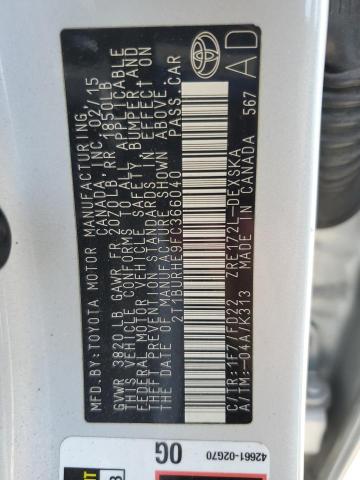 MFD.BY:TOYOTA MOTOR MANUFACTURING
CANADA, INC. 02/15
GVWR 3820 LB GAWR FR 2071LB RR 1850LB
THIS VEHICLE CONFORMS TO ALL APPLICABLE
FEDERAL MOTOR VEHICLE SAFETY, BUMPER AND
THEFT PREVENTION STANDARDS IN EFFECT ON
THE DATE OF MANUFACTURE SHOWN ABOVE.
2T1BURHE9FC366040 PASS.CAR
C/TR:1F7/FD22 ZRE172L-DEXSKA
A/TM:-04A/K313 MADE IN CANADA 567
AD
42661-02G70
0G